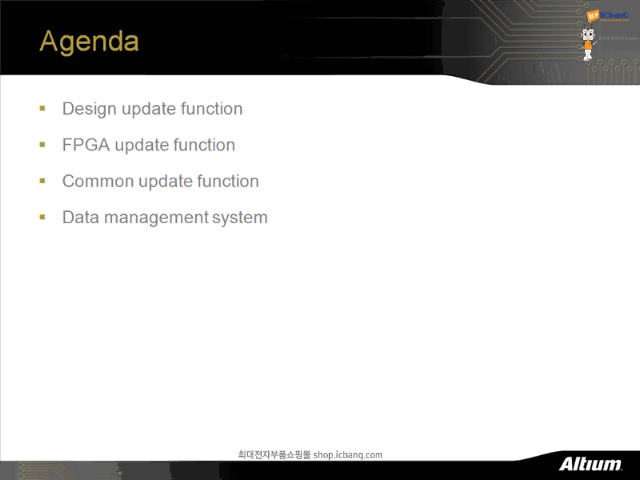 Agenda
ICbanQ
Design update function
FPGA update function
Common update function
Data management system
최대전자부품쇼핑몰 shop.icbanq.com
Altium